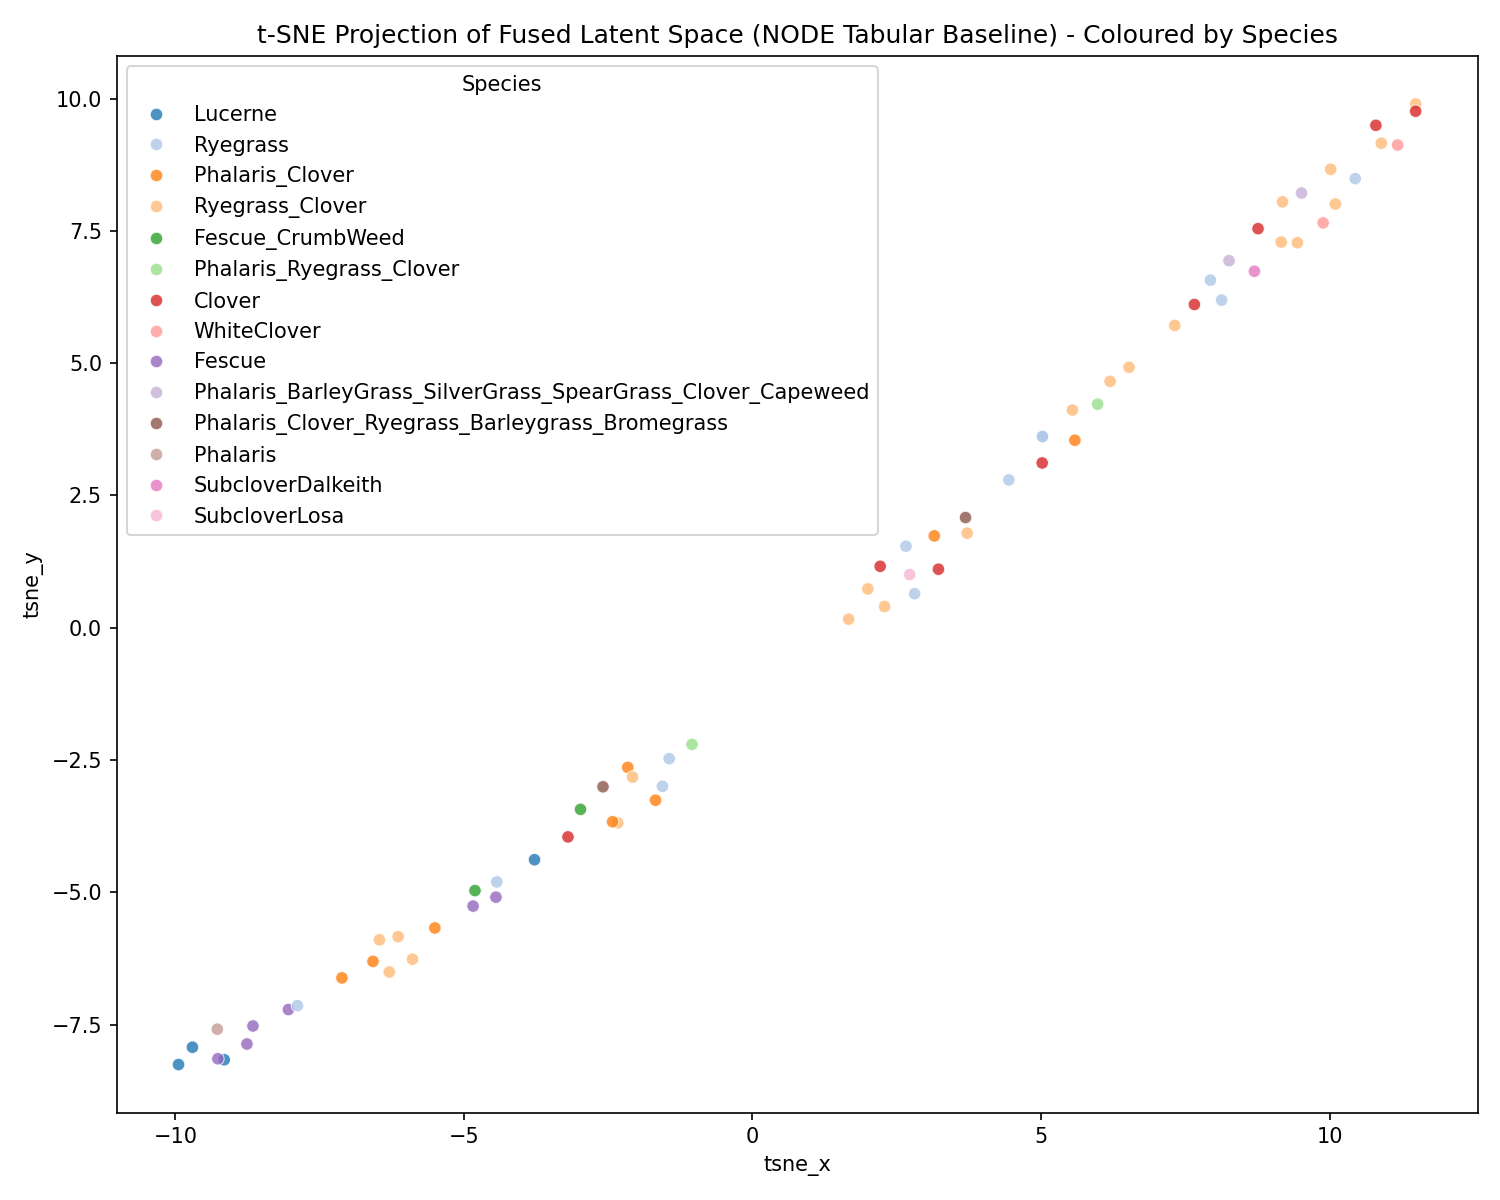 t-SNE Projection of Fused Latent Space (NODE Tabular Baseline) - Coloured by Species
Species
Lucerne
Ryegrass
Phalaris_Clover
Ryegrass_Clover
Fescue_CrumbWeed
Phalaris_Ryegrass_Clover
Clover
WhiteClover
Fescue
Phalaris_BarleyGrass_SilverGrass_SpearGrass_Clover_Capeweed
Phalaris_Clover_Ryegrass_Barleygrass_Bromegrass
Phalaris
SubcloverDalkeith
SubcloverLosa
10.0
7.5
5.0
2.5
0.0
−2.5
−5.0
−7.5
tsne_y
−10
−5
0
5
10
tsne_x